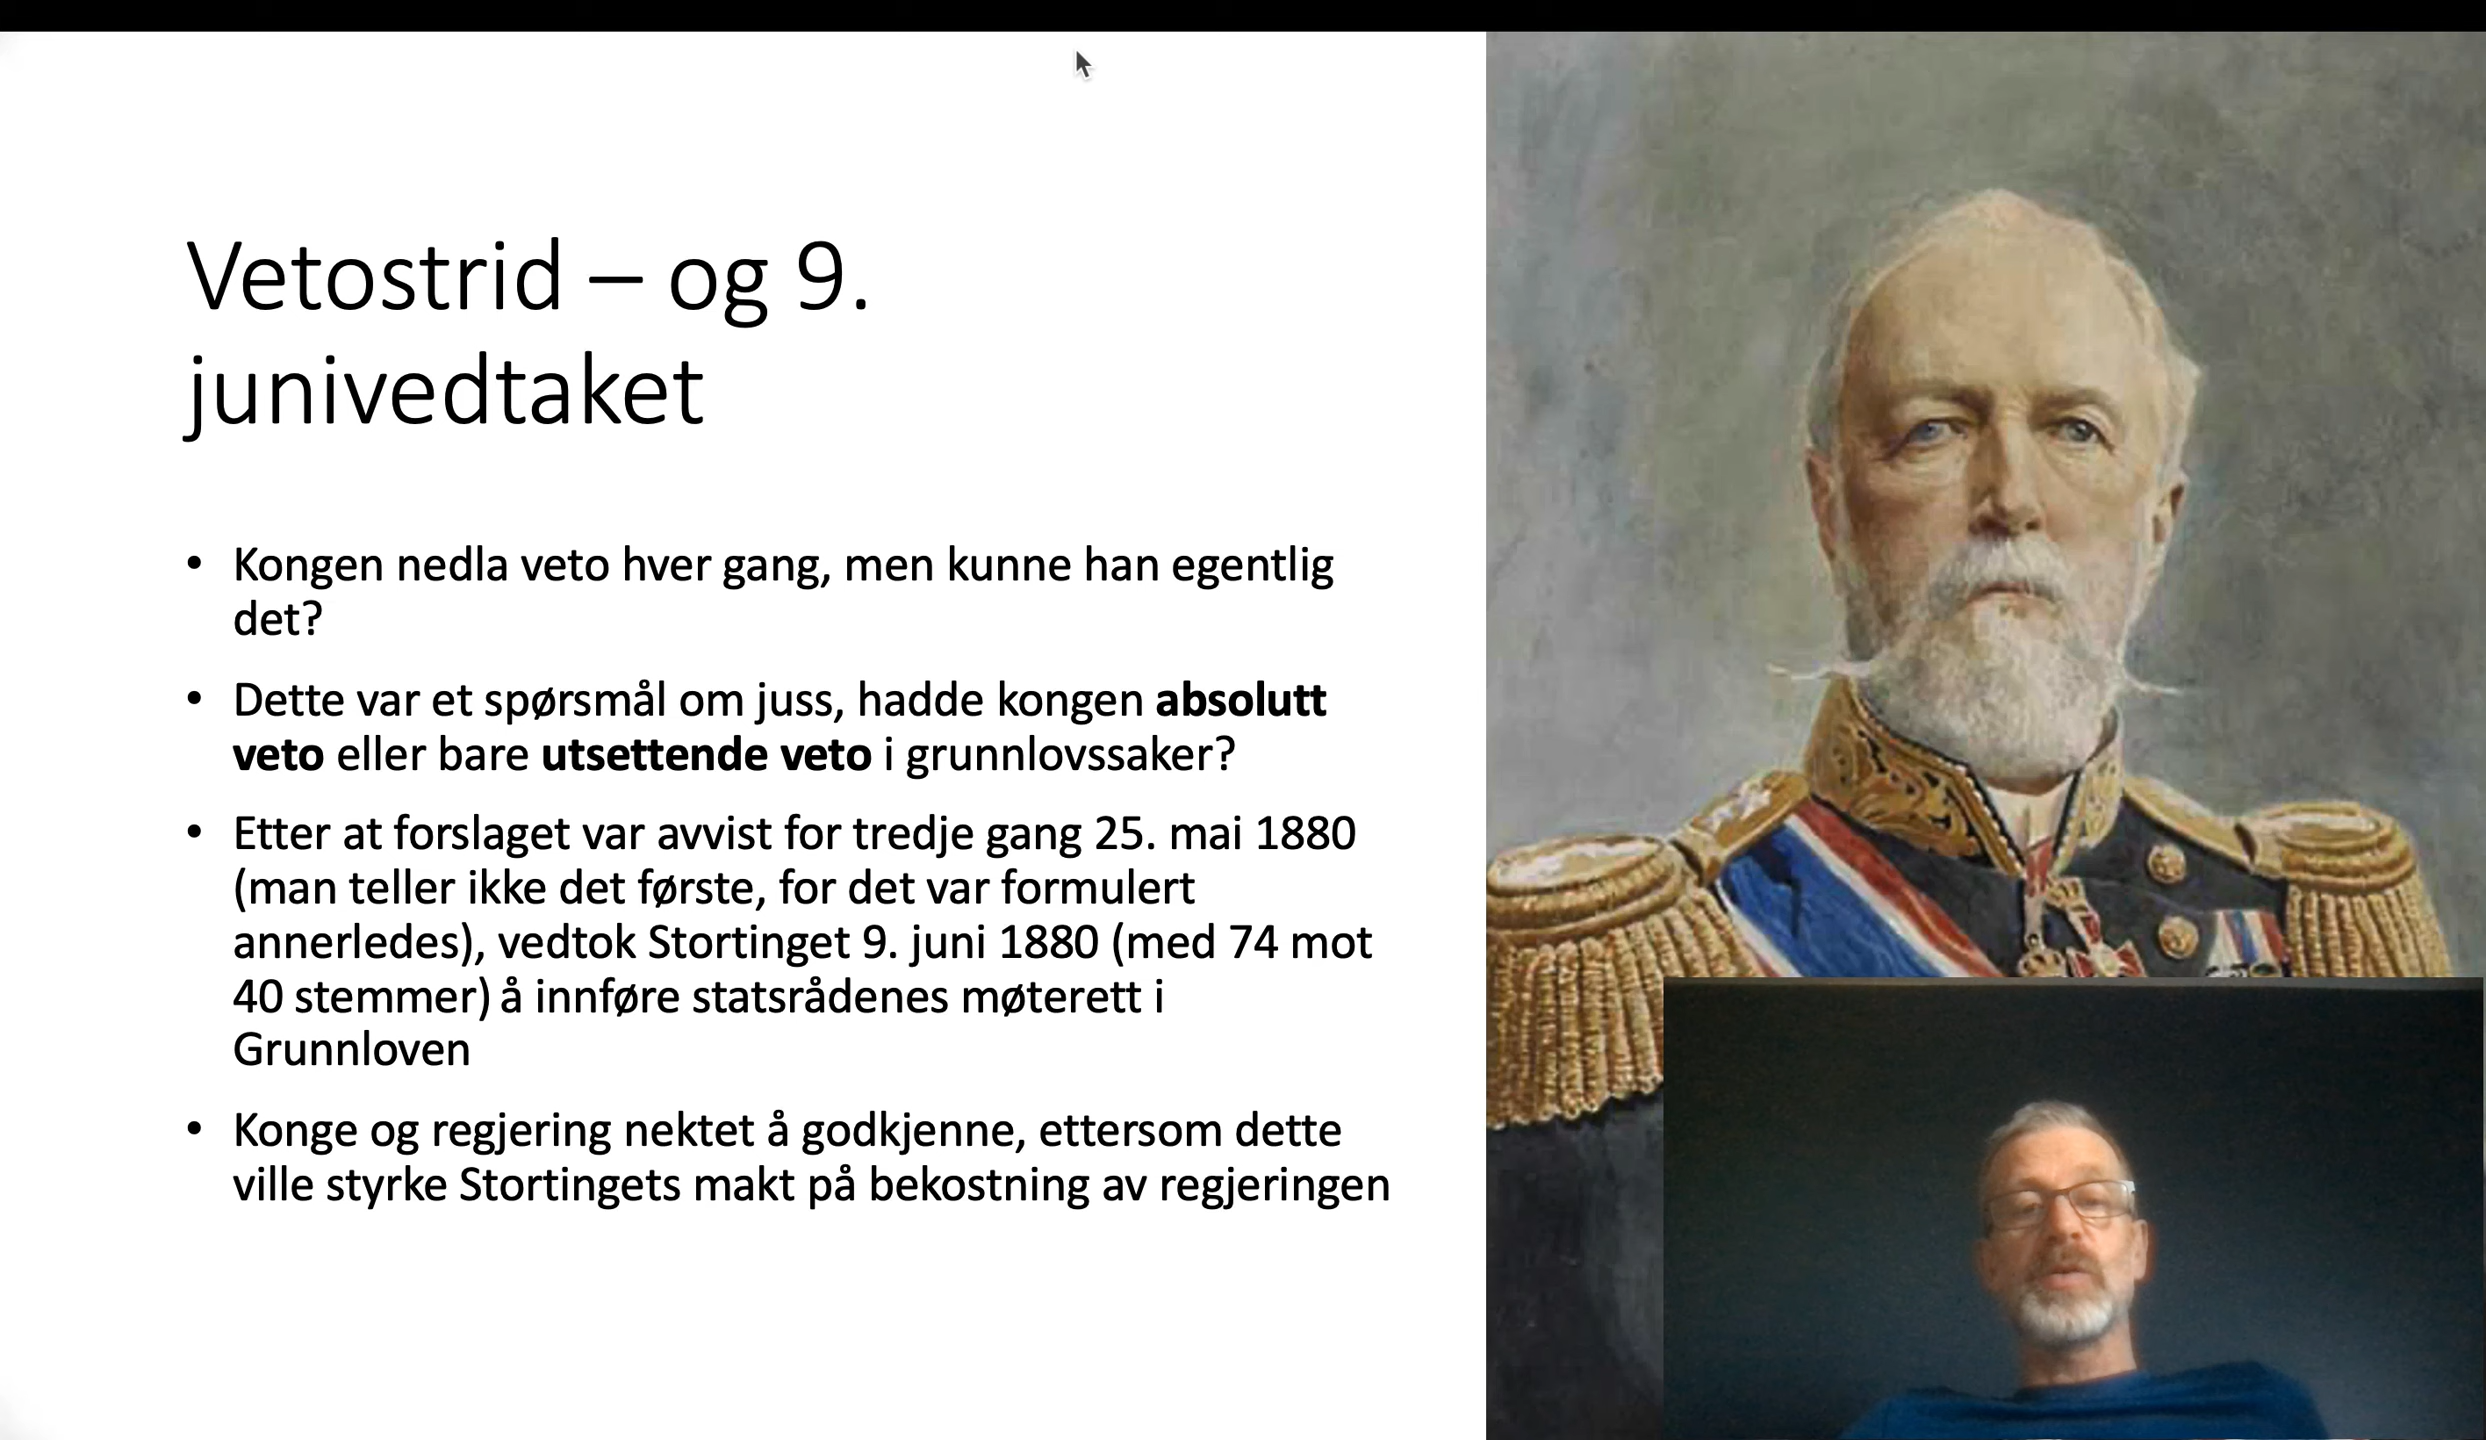 Vetostrid – og 9.
junivedtaket
• Kongen nedla veto hver gang, men kunne han egentlig
det?
• Dette var et spørsmål om juss, hadde kongen absolutt
veto eller bare utsettende veto i grunnlovssaker?
• Etter at forslaget var avvist for tredje gang 25. mai 1880
(man teller ikke det første, for det var formulert
annerledes), vedtok Stortinget 9. juni 1880 (med 74 mot
40 stemmer) å innføre statsrådenes møterett i
Grunnloven
• Konge og regjering nektet å godkjenne, ettersom dette
ville styrke Stortingets makt på bekostning av regjeringen